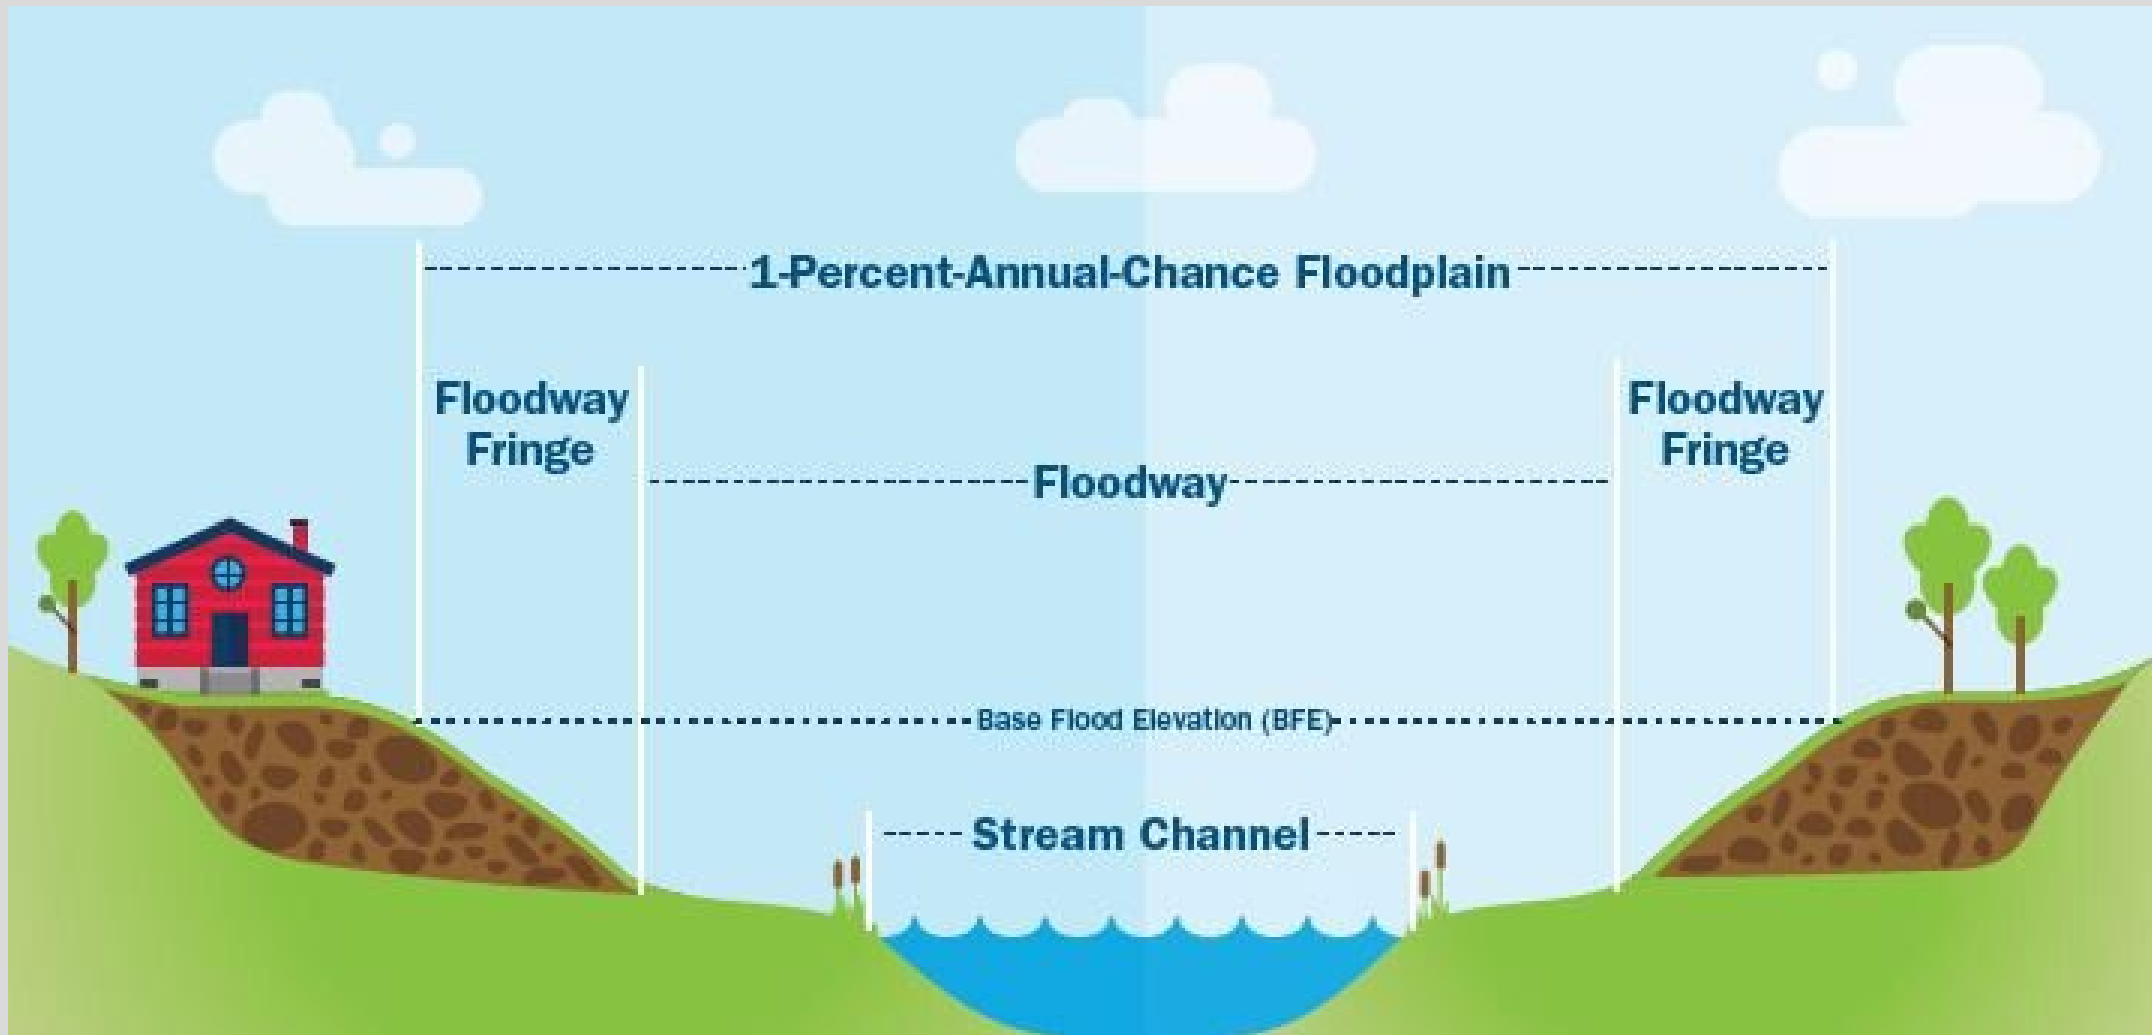 1-Percent-Annual-Chance Floodplain
Floodway
Fringe
Floodway
Fringe
Floodway
Base Flood Elevation (BFE)
Stream Channel